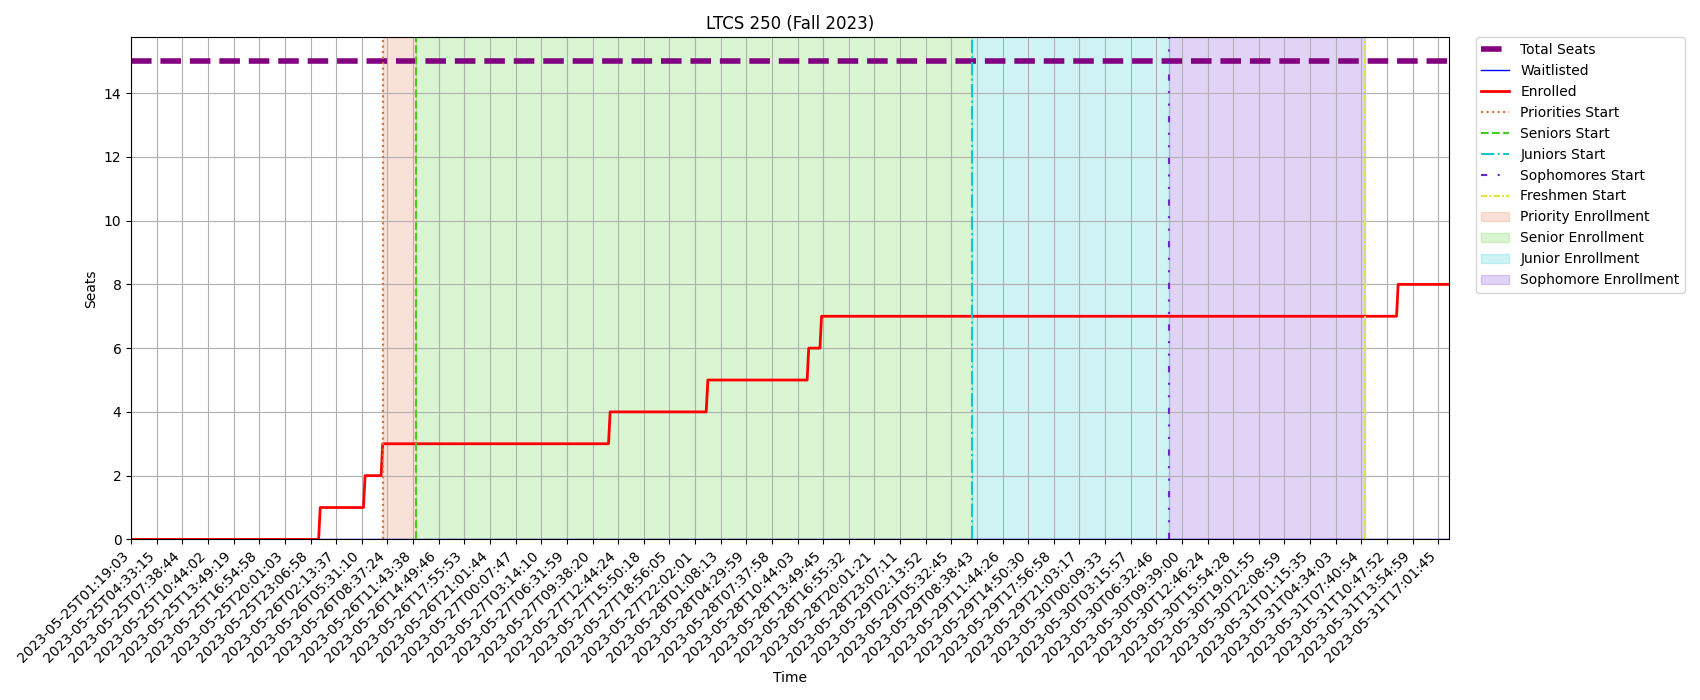 LTCS 250 (Fall 2023)
Total Seats
Waitlisted
Enrolled
Priorities Start
Seniors Start
Juniors Start
Sophomores Start
Freshmen Start
Priority Enrollment
Senior Enrollment
Junior Enrollment
Sophomore Enrollment
Seats
14
12
10
8
6
4
2
0
2023-05-25T01:19:03
2023-05-25T04:33:15
2023-05-25T07:38:44
2023-05-25T10:44:02
2023-05-25T13:49:19
2023-05-25T16:54:58
2023-05-25T20:01:03
2023-05-25T23:06:58
2023-05-26T02:13:37
2023-05-26T05:31:10
2023-05-26T08:37:24
2023-05-26T11:43:38
2023-05-26T14:49:46
2023-05-26T17:55:53
2023-05-26T21:01:44
2023-05-27T00:07:47
2023-05-27T03:14:10
2023-05-27T06:31:59
2023-05-27T09:38:20
2023-05-27T12:44:24
2023-05-27T15:50:18
2023-05-27T18:56:05
2023-05-27T22:02:01
2023-05-28T01:08:13
2023-05-28T04:29:59
2023-05-28T07:37:58
2023-05-28T10:44:03
2023-05-28T13:49:45
2023-05-28T16:55:32
2023-05-28T20:01:21
2023-05-28T23:07:11
2023-05-29T02:13:52
2023-05-29T05:32:45
2023-05-29T08:38:43
2023-05-29T11:44:26
2023-05-29T14:50:30
2023-05-29T17:56:58
2023-05-29T21:03:17
2023-05-30T00:09:33
2023-05-30T03:15:57
2023-05-30T06:32:46
2023-05-30T09:39:00
2023-05-30T12:46:24
2023-05-30T15:54:28
2023-05-30T19:01:55
2023-05-30T22:08:59
2023-05-31T01:15:35
2023-05-31T04:34:03
2023-05-31T07:40:54
2023-05-31T10:47:52
2023-05-31T13:54:59
2023-05-31T17:01:45
Time